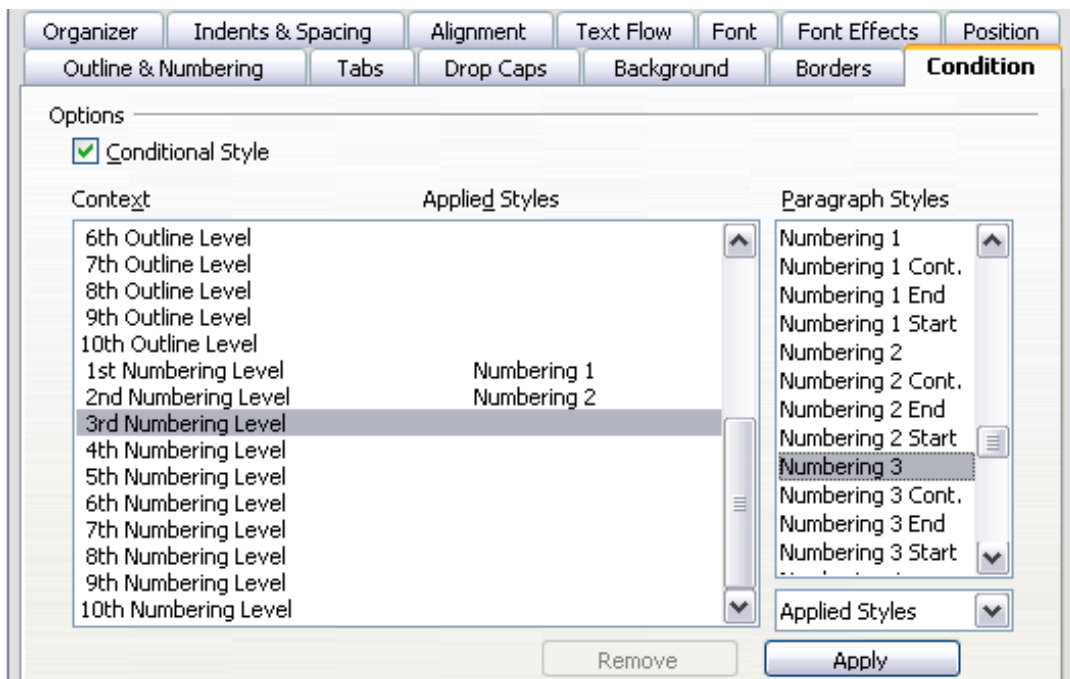 Organizer Indents & Spacing Alignment Text Flow Font Font Effects Position
Outline & Numbering Tabs Drop Caps Background Borders Condition
Options
Conditional Style
Context Applied Styles Paragraph Styles
6th Outline Level Numbering 1
7th Outline Level Numbering 1 Cont.
8th Outline Level Numbering 1 End
9th Outline Level Numbering 1 Start
10th Outline Level Numbering 2
1st Numbering Level Numbering 1 Numbering 2 Cont.
2nd Numbering Level Numbering 2 Numbering 2 End
3rd Numbering Level Numbering 2 Start
4th Numbering Level Numbering 3
5th Numbering Level Numbering 3 Cont.
6th Numbering Level Numbering 3 End
7th Numbering Level Numbering 3 Start
8th Numbering Level
9th Numbering Level
10th Numbering Level Applied Styles
Remove Apply